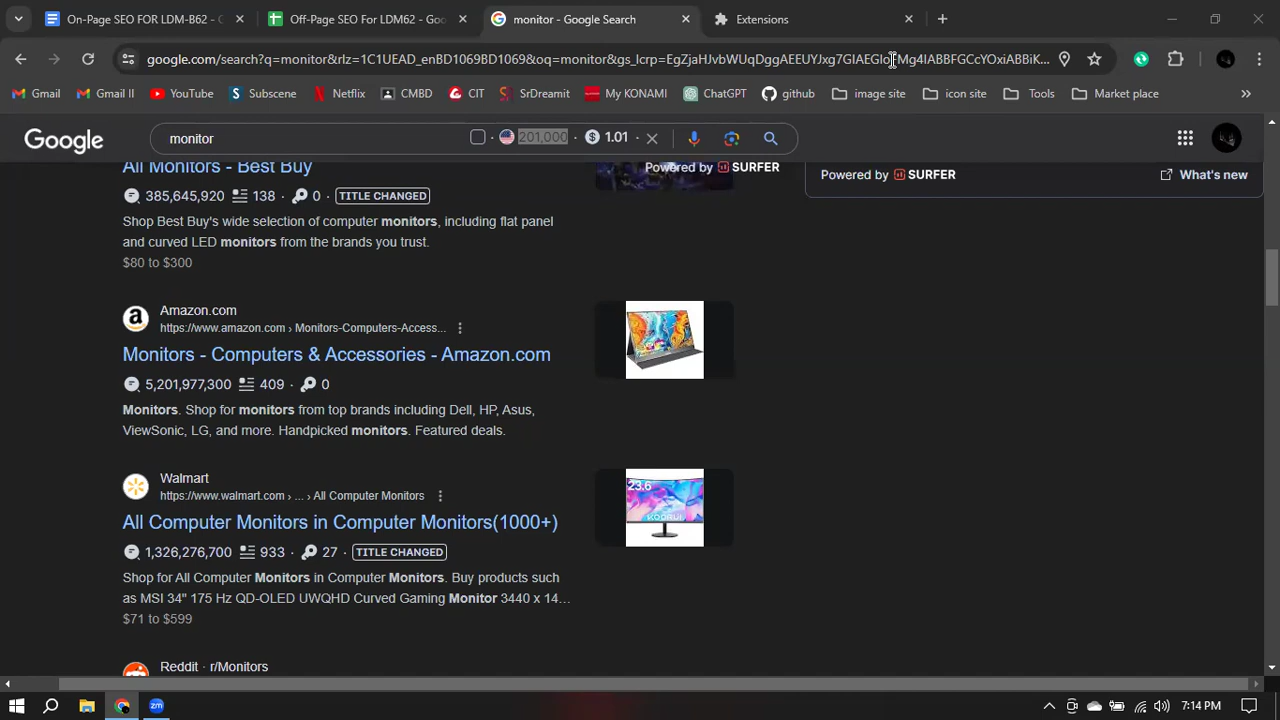 On-Page SEO FOR LDM-B62 - G
Off-Page SEO For LDM62 - Goo
monitor - Google Search
Extensions
google.com/search?q=monitor&rlz=1C1UEAD_enBD1069BD1069&oq=monitor&gs_lcrp=
Gmail
Gmail
YouTube
Subscene
Netflix
CMBD
CIT
SrDreamit
My KONAMI
ChatGPT
github
image site
icon site
Tools
Market place
Google
monitor
201,000
1.01
All Monitors - Best Buy
385,645,920 138 0 TITLE CHANGED
Shop Best Buy's wide selection of computer monitors, including flat panel
and curved LED monitors from the brands you trust.
$80 to $300
Powered by SURFER
Powered by SURFER
What's new
Amazon.com
https://www.amazon.com › Monitors-Computers-Access...
Monitors - Computers & Accessories - Amazon.com
5,201,977,300 409 0
Monitors. Shop for monitors from top brands including Dell, HP, Asus,
ViewSonic, LG, and more. Handpicked monitors. Featured deals.
Walmart
https://www.walmart.com › ... › All Computer Monitors
All Computer Monitors in Computer Monitors(1000+)
1,326,276,700 933 27 TITLE CHANGED
Shop for All Computer Monitors in Computer Monitors. Buy products such
as MSI 34" 175 Hz QD-OLED UWQHD Curved Gaming Monitor 3440 x 14...
$71 to $599
23.6
KOORUI
Reddit · r/Monitors
zm
7:14 PM